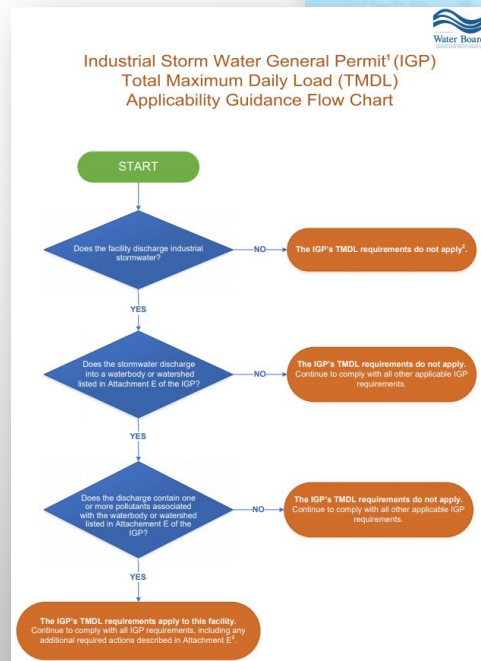 Water Board
Industrial Storm Water General Permit¹ (IGP)
Total Maximum Daily Load (TMDL)
Applicability Guidance Flow Chart
START
Does the facility discharge industrial
stormwater?
NO
The IGP's TMDL requirements do not apply².
YES
Does the stormwater discharge
into a waterbody or watershed
listed in Attachment E of the IGP?
NO
The IGP's TMDL requirements do not apply.
Continue to comply with all other applicable IGP
requirements.
YES
Does the discharge contain one
or more pollutants associated
with the waterbody or watershed
listed in Attachement E of the
IGP?
NO
The IGP's TMDL requirements do not apply.
Continue to comply with all other applicable IGP
requirements.
YES
The IGP's TMDL requirements apply to this facility.
Continue to comply with all IGP requirements, including any
additional required actions described in Attachment E³.